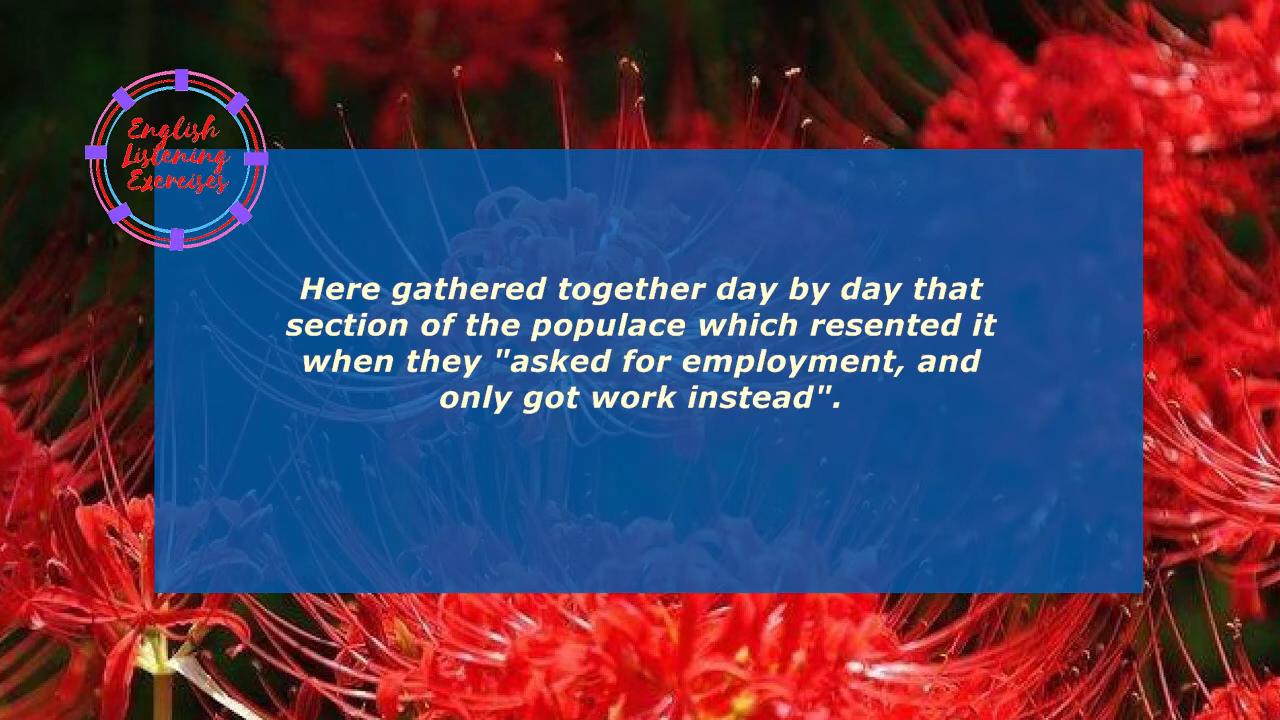 English
Listening
Exercises
Here gathered together day by day that
section of the populace which resented it
when they "asked for employment, and
only got work instead".